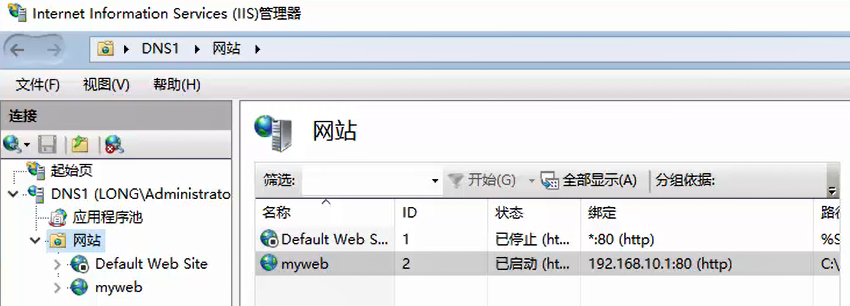 Internet Information Services (IIS)管理器
DNS1 网站
文件(F) 视图(V) 帮助(H)
连接
起始页
DNS1 (LONG\Administrato
应用程序池
网站
Default Web Site
myweb
网站
筛选: 开始(G) 全部显示(A) 分组依据:
名称 ID 状态 绑定 路径
Default Web S... 1 已停止 (ht... *:80 (http) %S
myweb 2 已启动 (ht... 192.168.10.1:80 (http) C:\